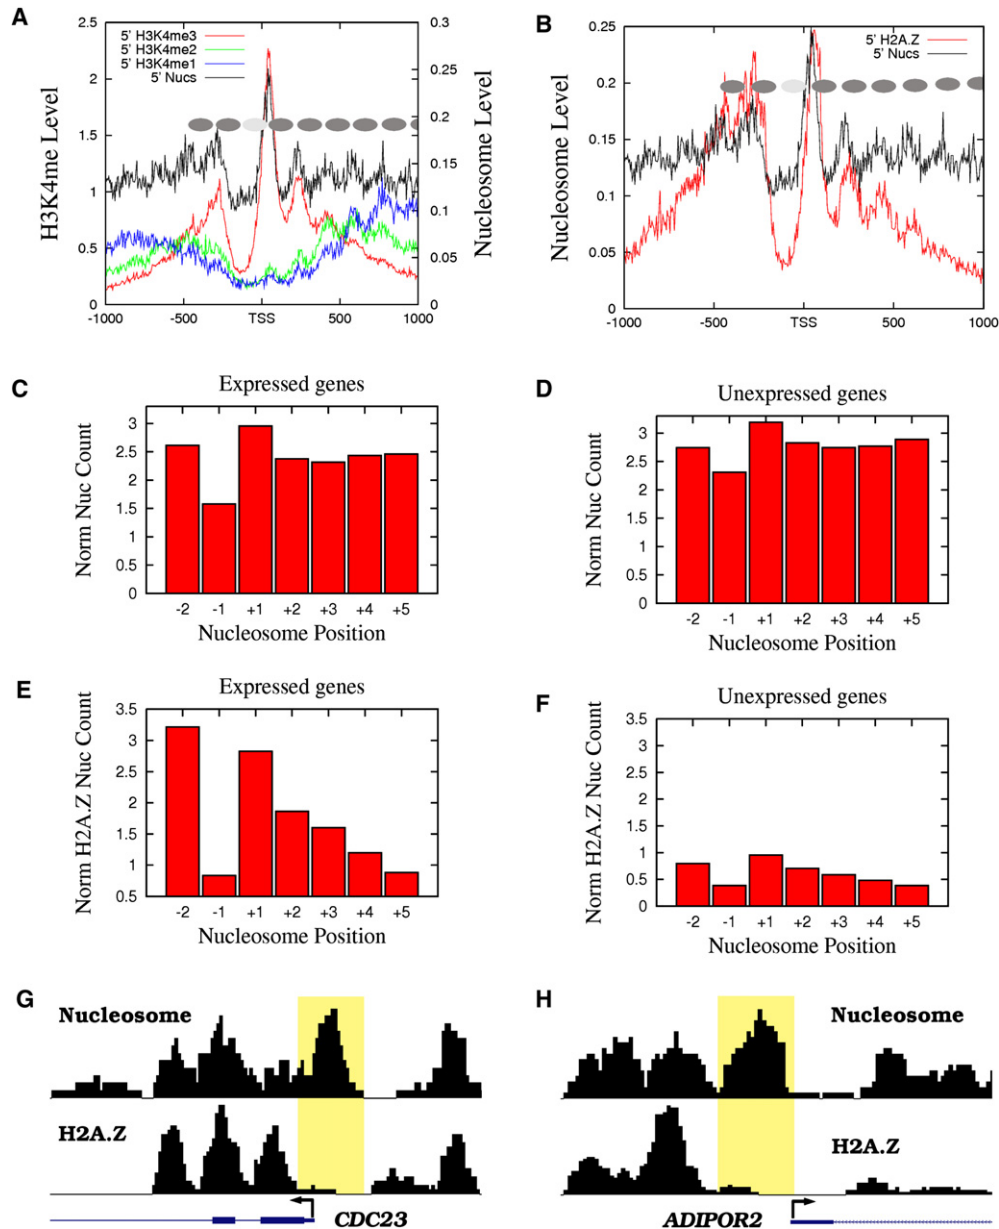 A
H3K4me Level
2.5
2
1.5
1
0.5
0
5' H3K4me3
5' H3K4me2
5' H3K4me1
5' Nucs
0.3
0.25
0.2
0.15
0.1
0.05
0
Nucleosome Level
-1000 -500 TSS 500 1000
B
Nucleosome Level
0.25
0.2
0.15
0.1
0.05
0
5' H2A.Z
5' Nucs
-1000 -500 TSS 500 1000
C
Expressed genes
Norm Nuc Count
3
2.5
2
1.5
1
0.5
0
-2 -1 +1 +2 +3 +4 +5
Nucleosome Position
D
Unexpressed genes
Norm Nuc Count
3
2.5
2
1.5
1
0.5
0
-2 -1 +1 +2 +3 +4 +5
Nucleosome Position
E
Expressed genes
Norm H2A.Z Nuc Count
3.5
3
2.5
2
1.5
1
0.5
-2 -1 +1 +2 +3 +4 +5
Nucleosome Position
F
Unexpressed genes
Norm H2A.Z Nuc Count
3.5
3
2.5
2
1.5
1
0.5
0
-2 -1 +1 +2 +3 +4 +5
Nucleosome Position
G
Nucleosome
H2A.Z
CDC23
H
Nucleosome
H2A.Z
ADIPOR2